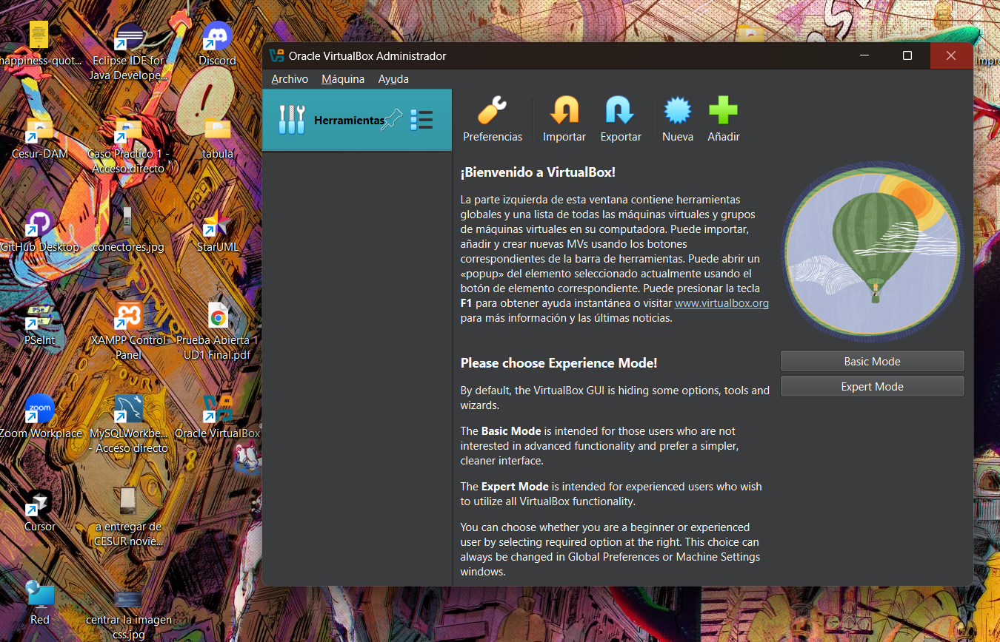 happiness-quot...
Eclipse IDE for
Java Develope...
Discord
Cesur-DAM
Caso Practico 1 -
Acceso directo
tabula
GitHub Desktop
conectores.jpg
StarUML
PSeInt
XAMPP Control
Panel
Prueba Abierta 1
UD1 Final.pdf
zoom
Zoom Workplace
MySQLWorkbe...
- Acceso directo
Oracle VirtualBox
Cursor
a entregar de
CESUR novie...
Red
centrar la imagen
css.jpg
Oracle VirtualBox Administrador
Archivo Máquina Ayuda
Herramientas
Preferencias Importar Exportar Nueva Añadir
¡Bienvenido a VirtualBox!
La parte izquierda de esta ventana contiene herramientas
globales y una lista de todas las máquinas virtuales y grupos
de máquinas virtuales en su computadora. Puede importar,
añadir y crear nuevas MVs usando los botones
correspondientes de la barra de herramientas. Puede abrir un
«popup» del elemento seleccionado actualmente usando el
botón de elemento correspondiente. Puede presionar la tecla
F1 para obtener ayuda instantánea o visitar www.virtualbox.org
para más información y las últimas noticias.
Please choose Experience Mode!
By default, the VirtualBox GUI is hiding some options, tools and
wizards.
The Basic Mode is intended for those users who are not
interested in advanced functionality and prefer a simpler,
cleaner interface.
The Expert Mode is intended for experienced users who wish
to utilize all VirtualBox functionality.
You can choose whether you are a beginner or experienced
user by selecting required option at the right. This choice can
always be changed in Global Preferences or Machine Settings
windows.
Basic Mode
Expert Mode